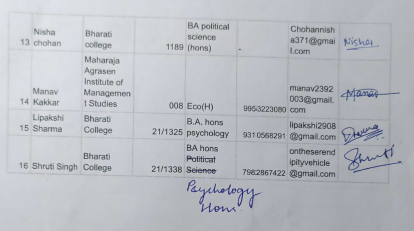 13 Nisha chohan Bharati college 1189 BA political science (hons) - Chohannisha371@gmail.com Nisha
14 Manav Kakkar Maharaja Agrasen Institute of Management Studies 008 Eco(H) 9953223080 manav2392003@gmail.com Manav
15 Lipakshi Sharma Bharati College 21/1325 B.A. hons psychology 9310568291 lipakshi2908@gmail.com
16 Shruti Singh Bharati College 21/1338 BA hons Political Science 7982867422 ontheserendipityvehicle@gmail.com Shruti
Psychology
Hons